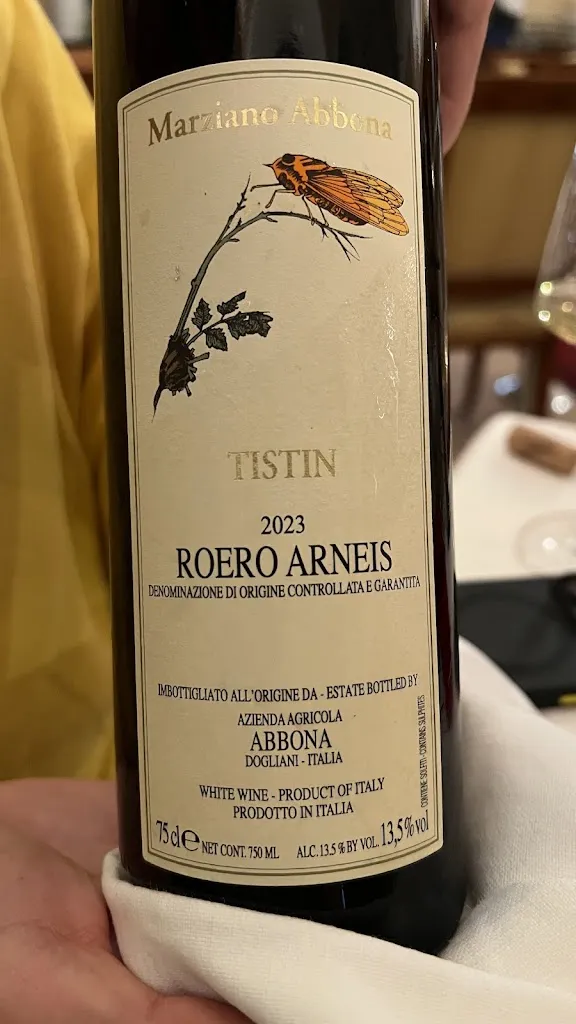 Marziano Abbona
TISTIN
2023
ROERO ARNEIS
DENOMINAZIONE DI ORIGINE CONTROLLATA E GARANTITA
IMBOTTIGLIATO ALL'ORIGINE DA - ESTATE BOTTLED BY
AZIENDA AGRICOLA
ABBONA
DOGLIANI - ITALIA
WHITE WINE - PRODUCT OF ITALY
PRODOTTO IN ITALIA
75 cl e NET CONT. 750 ML ALC. 13.5 % BY VOL. 13,5 % vol
CONTIENE SOLFITI - CONTAINS SULPHITES